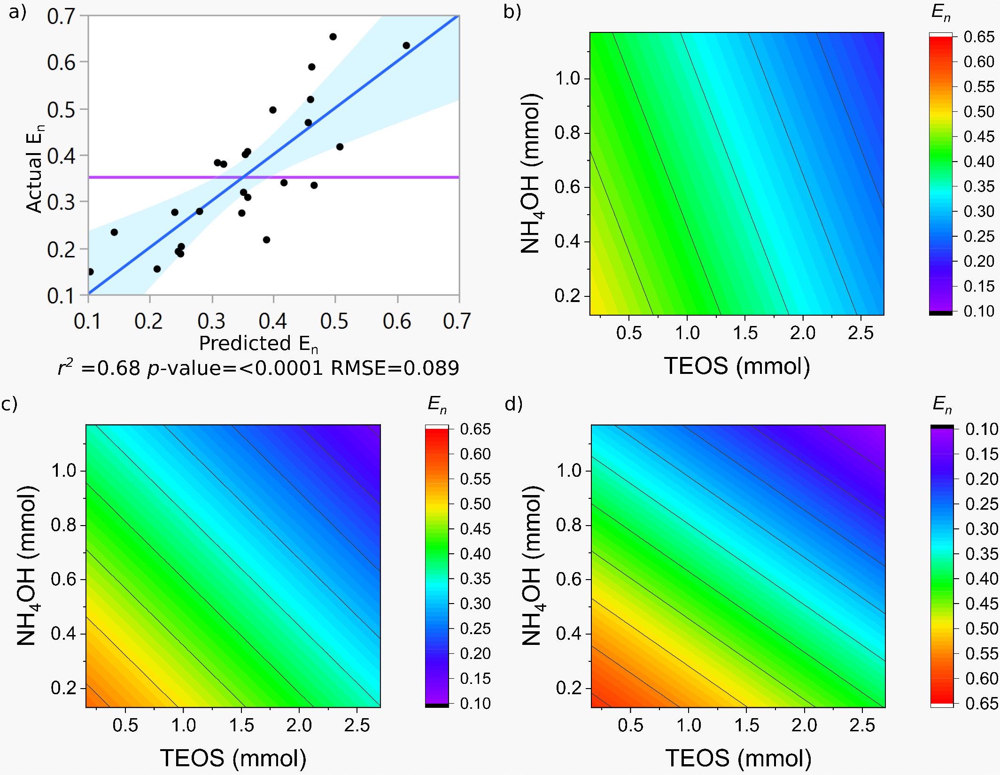 a)
0.7
0.6
0.5
0.4
0.3
0.2
0.1
Actual En
0.1 0.2 0.3 0.4 0.5 0.6 0.7
Predicted En
r2 =0.68 p-value=<0.0001 RMSE=0.089
b)
1.0
0.8
0.6
0.4
0.2
NH4OH (mmol)
0.5 1.0 1.5 2.0 2.5
TEOS (mmol)
En
0.65
0.60
0.55
0.50
0.45
0.40
0.35
0.30
0.25
0.20
0.15
0.10
c)
1.0
0.8
0.6
0.4
0.2
NH4OH (mmol)
0.5 1.0 1.5 2.0 2.5
TEOS (mmol)
En
0.65
0.60
0.55
0.50
0.45
0.40
0.35
0.30
0.25
0.20
0.15
0.10
d)
1.0
0.8
0.6
0.4
0.2
NH4OH (mmol)
0.5 1.0 1.5 2.0 2.5
TEOS (mmol)
En
0.10
0.15
0.20
0.25
0.30
0.35
0.40
0.45
0.50
0.55
0.60
0.65